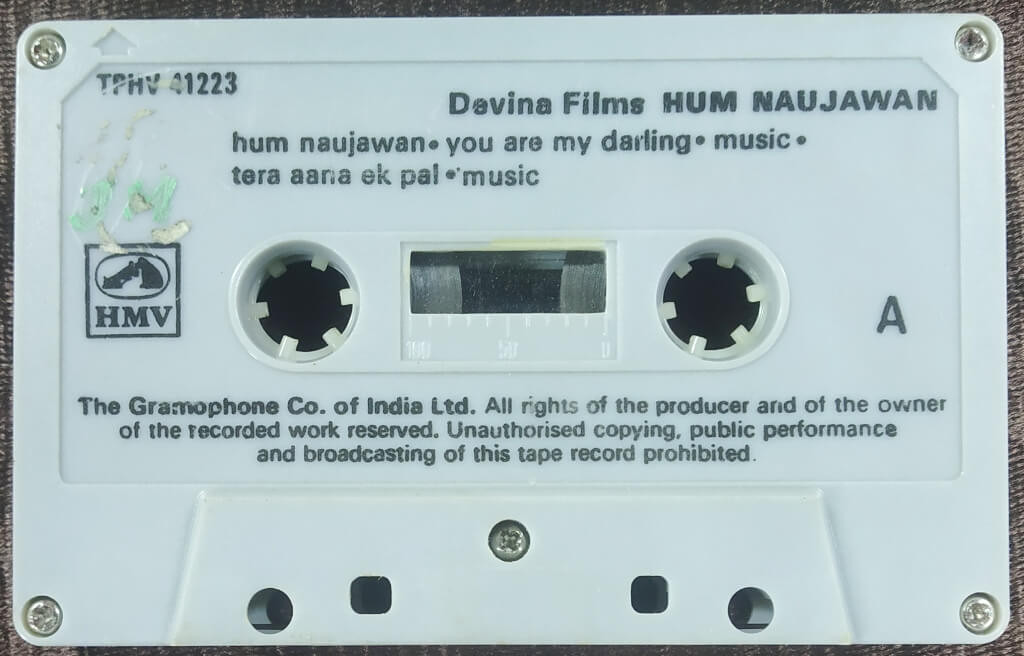 TPHV 41223
Devina Films HUM NAUJAWAN
hum naujawan• you are my darling• music•
tera aana ek pal •music
JM
HMV
A
100 50 0
The Gramophone Co. of India Ltd. All rights of the producer and of the owner
of the recorded work reserved. Unauthorised copying, public performance
and broadcasting of this tape record prohibited.